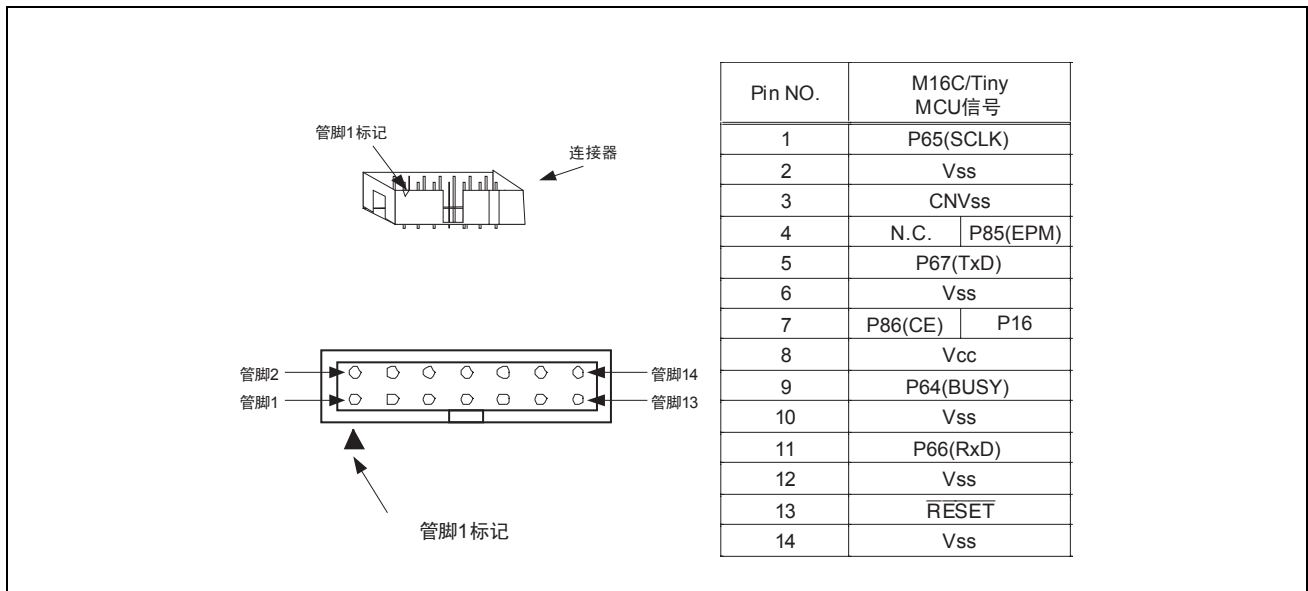 管脚1标记
连接器
管脚2
管脚14
管脚1
管脚13
管脚1标记
Pin NO. M16C/Tiny MCU信号
1 P65(SCLK)
2 Vss
3 CNVss
4 N.C. P85(EPM)
5 P67(TxD)
6 Vss
7 P86(CE) P16
8 Vcc
9 P64(BUSY)
10 Vss
11 P66(RxD)
12 Vss
13 RESET
14 Vss